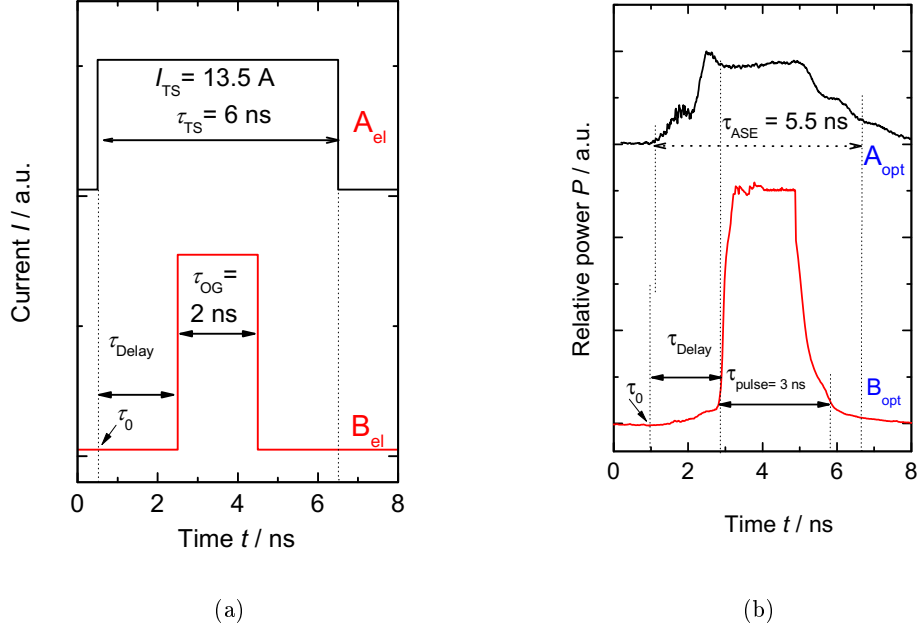 Current I / a.u.
I_TS= 13.5 A
τ_TS= 6 ns
A_el
τ_OG=
2 ns
τ_Delay
τ_0
B_el
0 2 4 6 8
Time t / ns
(a)
Relative power P / a.u.
τ_ASE = 5.5 ns
A_opt
τ_Delay
τ_pulse= 3 ns
τ_0
B_opt
0 2 4 6 8
Time t / ns
(b)